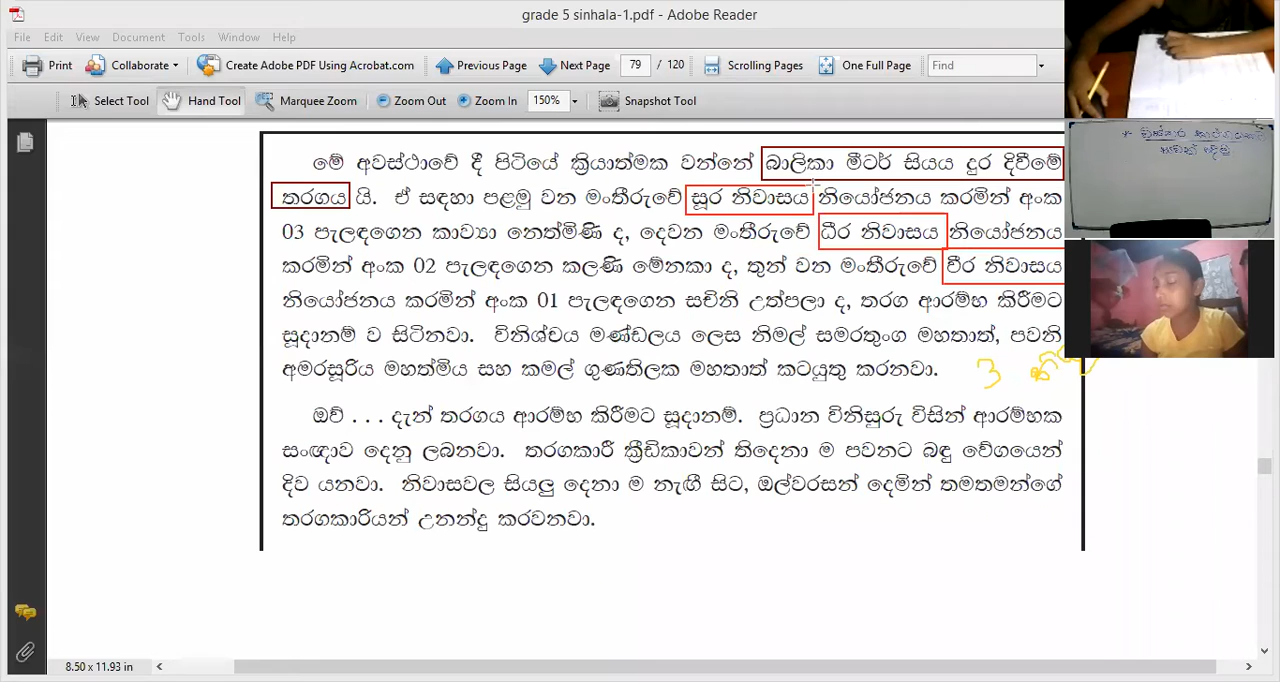 grade 5 sinhala-1.pdf - Adobe Reader
File Edit View Document Tools Window Help
Print Collaborate Create Adobe PDF Using Acrobat.com Previous Page Next Page 79 / 120 Scrolling Pages One Full Page Find
Select Tool Hand Tool Marquee Zoom Zoom Out Zoom In 150% Snapshot Tool
මේ අවස්ථාවේ දී පිටියේ ක්‍රියාත්මක වන්නේ බාලිකා මීටර් සියය දුර දිවීමේ
තරගය යි. ඒ සඳහා පළමු වන මංතීරුවේ සූර නිවාසය නියෝජනය කරමින් අංක
03 පැලඳගෙන කාව්‍යා නෙත්මිණි ද, දෙවන මංතීරුවේ ධීර නිවාසය නියෝජනය
කරමින් අංක 02 පැලඳගෙන කලණි මේනකා ද, තුන් වන මංතීරුවේ වීර නිවාසය
නියෝජනය කරමින් අංක 01 පැලඳගෙන සචිනි උත්පලා ද, තරග ආරම්භ කිරීමට
සූදානම් ව සිටිනවා. විනිශ්චය මණ්ඩලය ලෙස නිමල් සමරතුංග මහතාත්, පවනි
අමරසූරිය මහත්මිය සහ කමල් ගුණතිලක මහතාත් කටයුතු කරනවා. 3
ඔව් . . . දැන් තරගය ආරම්භ කිරීමට සූදානම්. ප්‍රධාන විනිසුරු විසින් ආරම්භක
සංඥාව දෙනු ලබනවා. තරගකාරී ක්‍රීඩිකාවන් තිදෙනා ම පවනට බඳු වේගයෙන්
දිව යනවා. නිවාසවල සියලු දෙනා ම නැඟී සිට, ඔල්වරසන් දෙමින් තමතමන්ගේ
තරගකාරියන් උනන්දු කරවනවා.
8.50 x 11.93 in